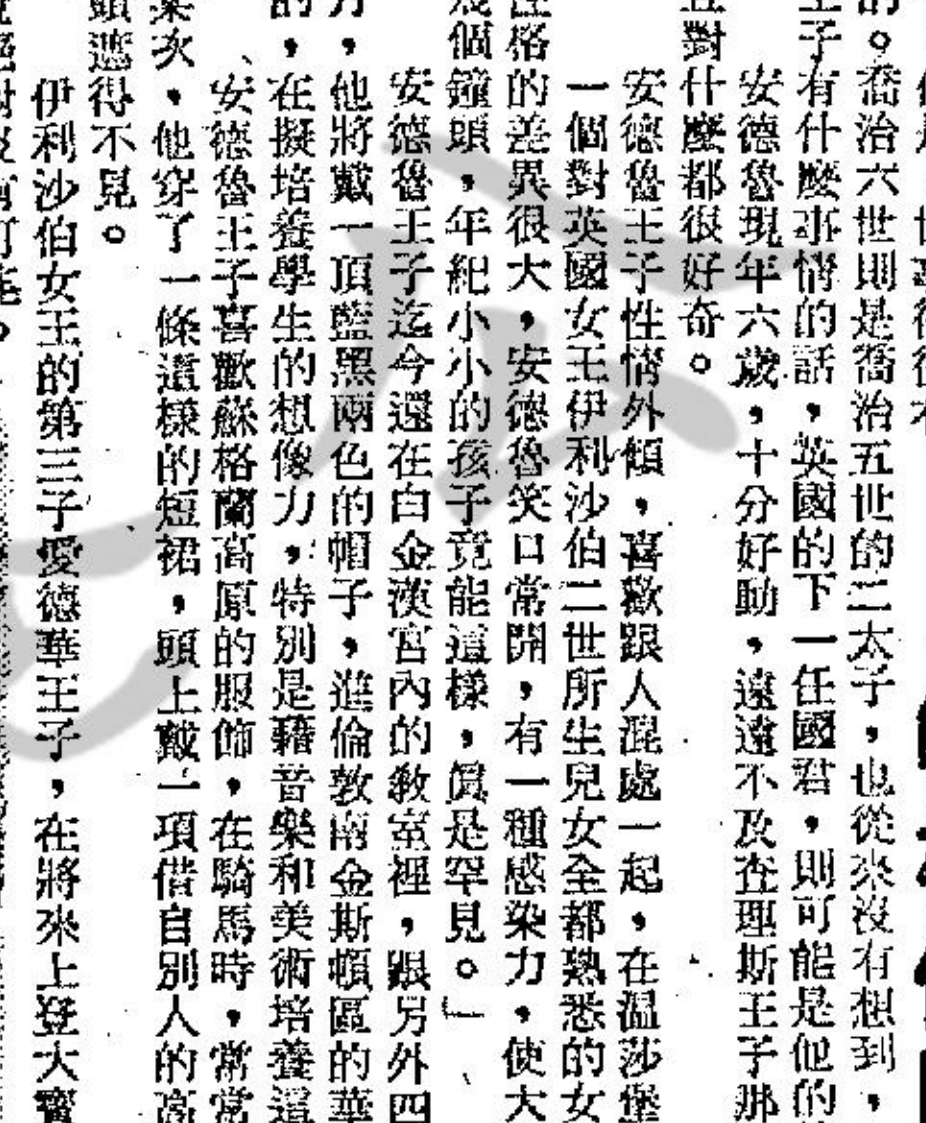 的。喬治六世則是喬治五世的二太子，也從來沒有想到，
王子有什麼事情的話，英國的下一任國君，則可能是他的
安德魯現年六歲，十分好動，遠遠不及查理斯王子那
且對什麼都很好奇。
安德魯王子性情外傾，喜歡跟人混處一起，在溫莎堡
一個對英國女王伊利沙伯二世所生兒女全都熟悉的女
性格的差異很大，安德魯笑口常開，有一種感染力，使大
幾個鐘頭，年紀小小的孩子竟能這樣，眞是罕見。」
安德魯王子迄今還在白金漢宮內的教室裡，跟另外四
方，他將戴一頂藍黑兩色的帽子，進倫敦南金斯頓區的華
的，在擬培養學生的想像力，特別是藉音樂和美術培養這
安德魯王子喜歡蘇格蘭高原的服飾，在騎馬時，常常
，他穿了一條這樣的短裙，頭上戴一項借自別人的高
頭遮得不見。
伊利沙伯女王的第三子愛德華王子，在將來上登大寶